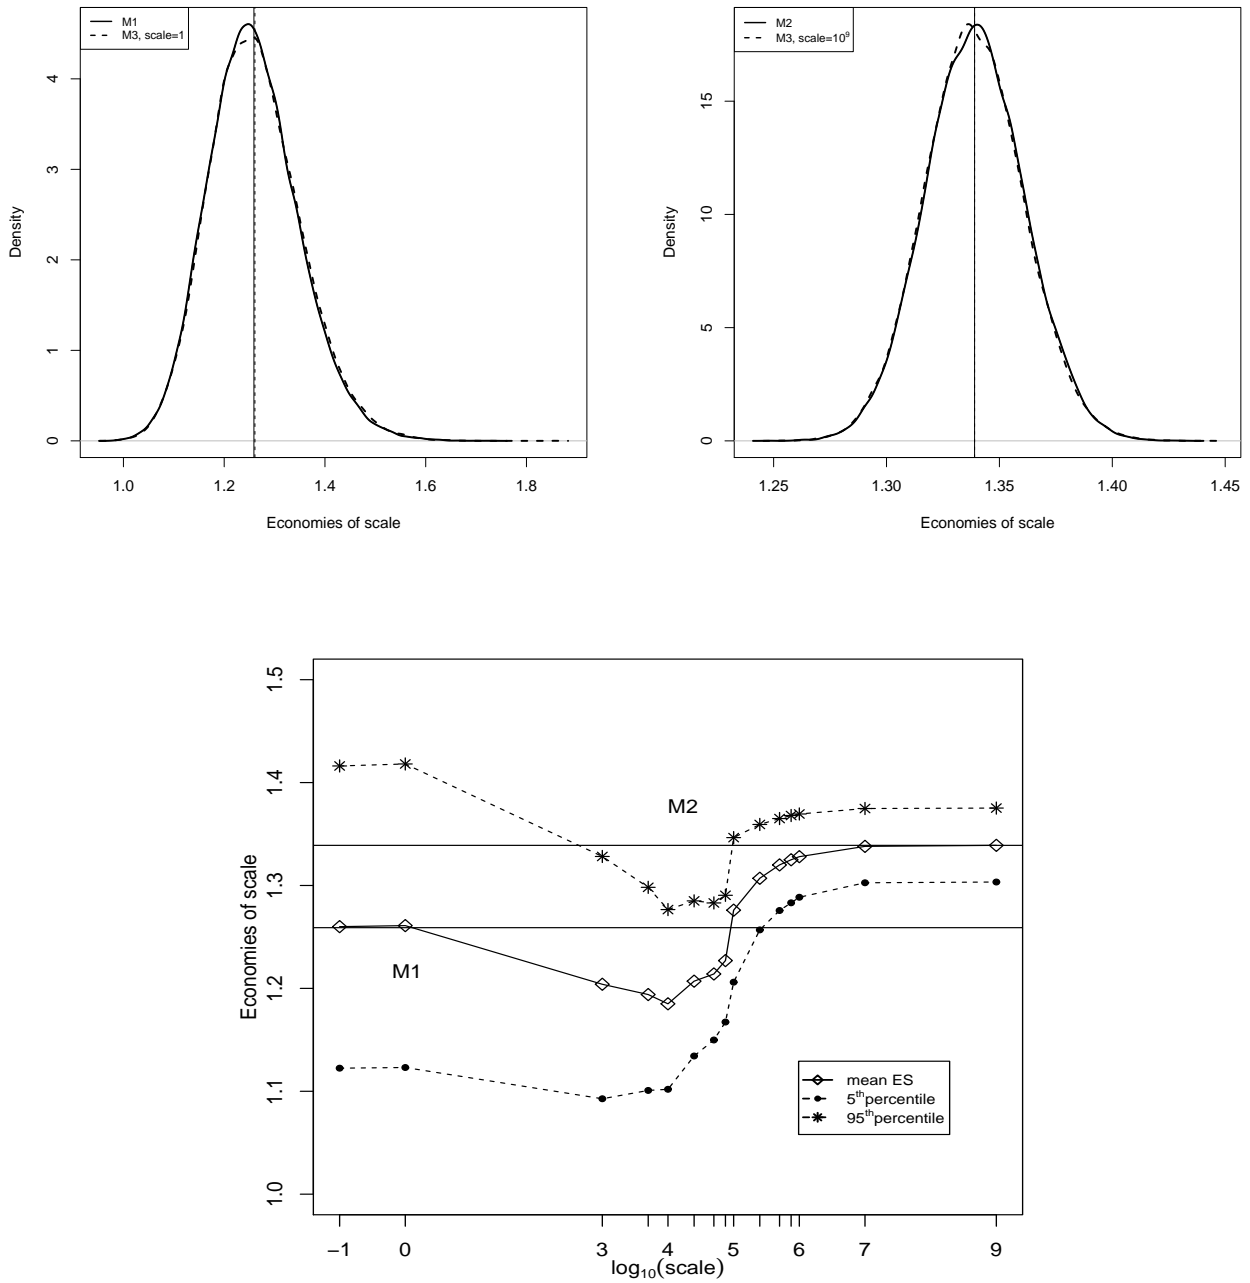 M1
M3, scale=1
Density
0 1 2 3 4
1.0 1.2 1.4 1.6 1.8
Economies of scale
M2
M3, scale=10⁹
Density
0 5 10 15
1.25 1.30 1.35 1.40 1.45
Economies of scale
Economies of scale
1.0 1.1 1.2 1.3 1.4 1.5
M2
M1
mean ES
5ᵗʰpercentile
95ᵗʰpercentile
−1 0 3 4 5 6 7 9
log₁₀(scale)